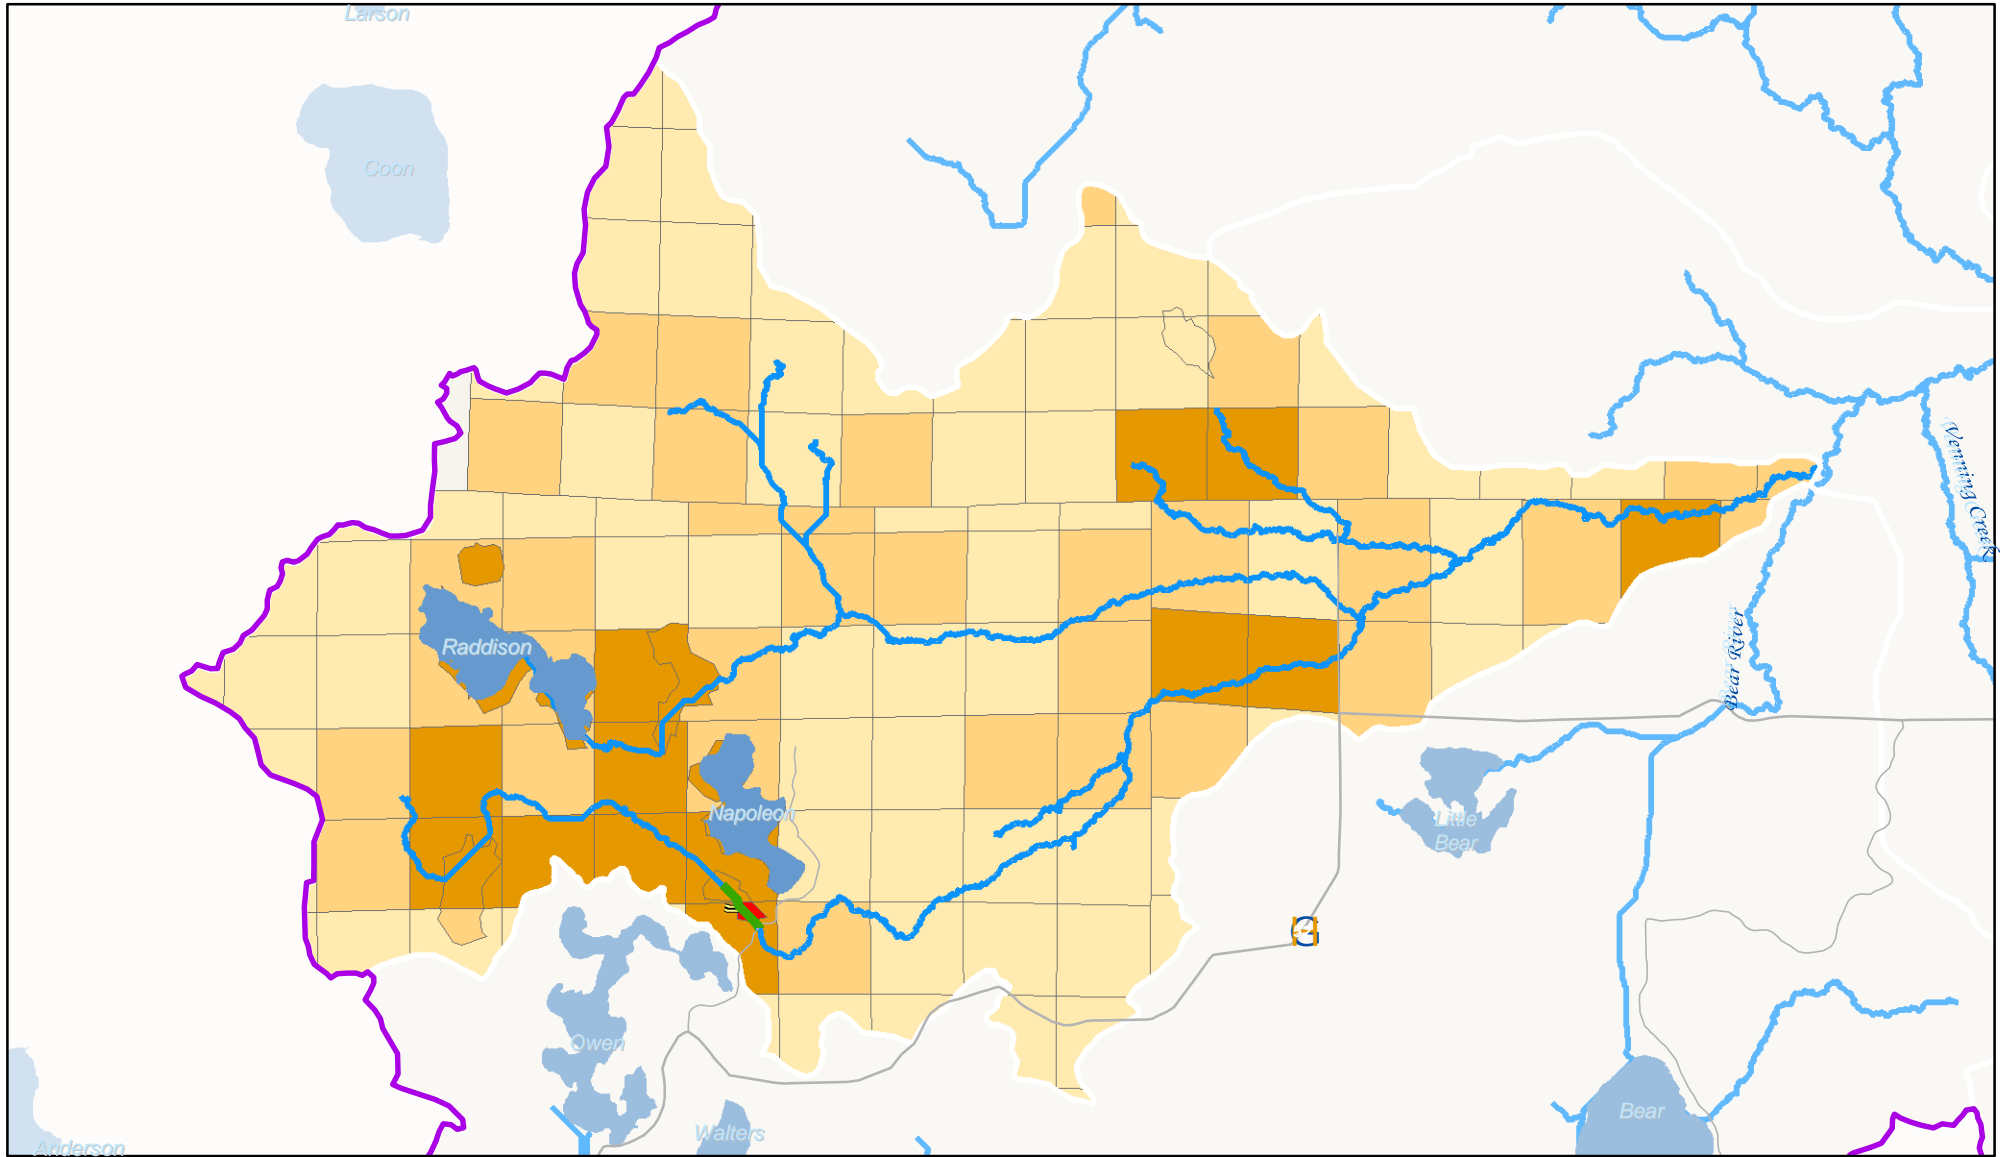 Larson
Coon
Venning Creek
Raddison
Bear River
Napoleon
Little
Bear
Owen
Bear
Walters
Anderson